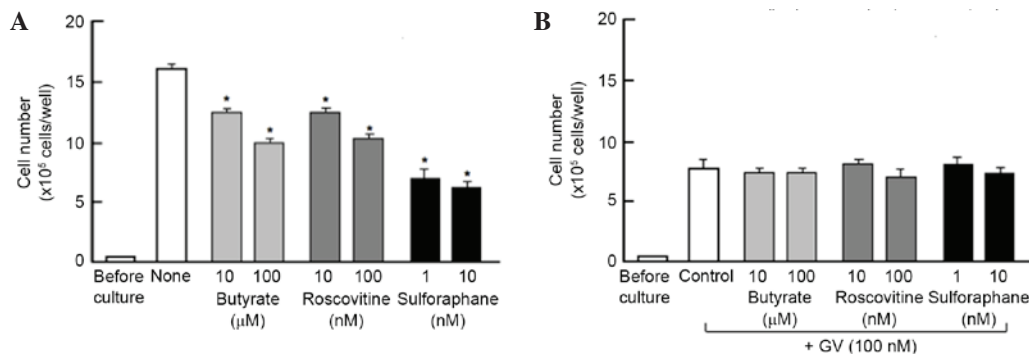 A
20
15
10
5
0
Cell number
(x10⁵ cells/well)
* * * * * *
Before culture
None
10 100 10 100 1 10
Butyrate Roscovitine Sulforaphane
(μM) (nM) (nM)
B
20
15
10
5
0
Cell number
(x10⁵ cells/well)
Before culture
Control
10 100 10 100 1 10
Butyrate Roscovitine Sulforaphane
(μM) (nM) (nM)
+ GV (100 nM)